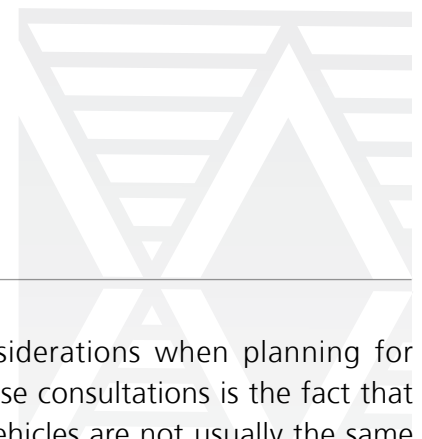 siderations when planning for
se consultations is the fact that
ehicles are not usually the same